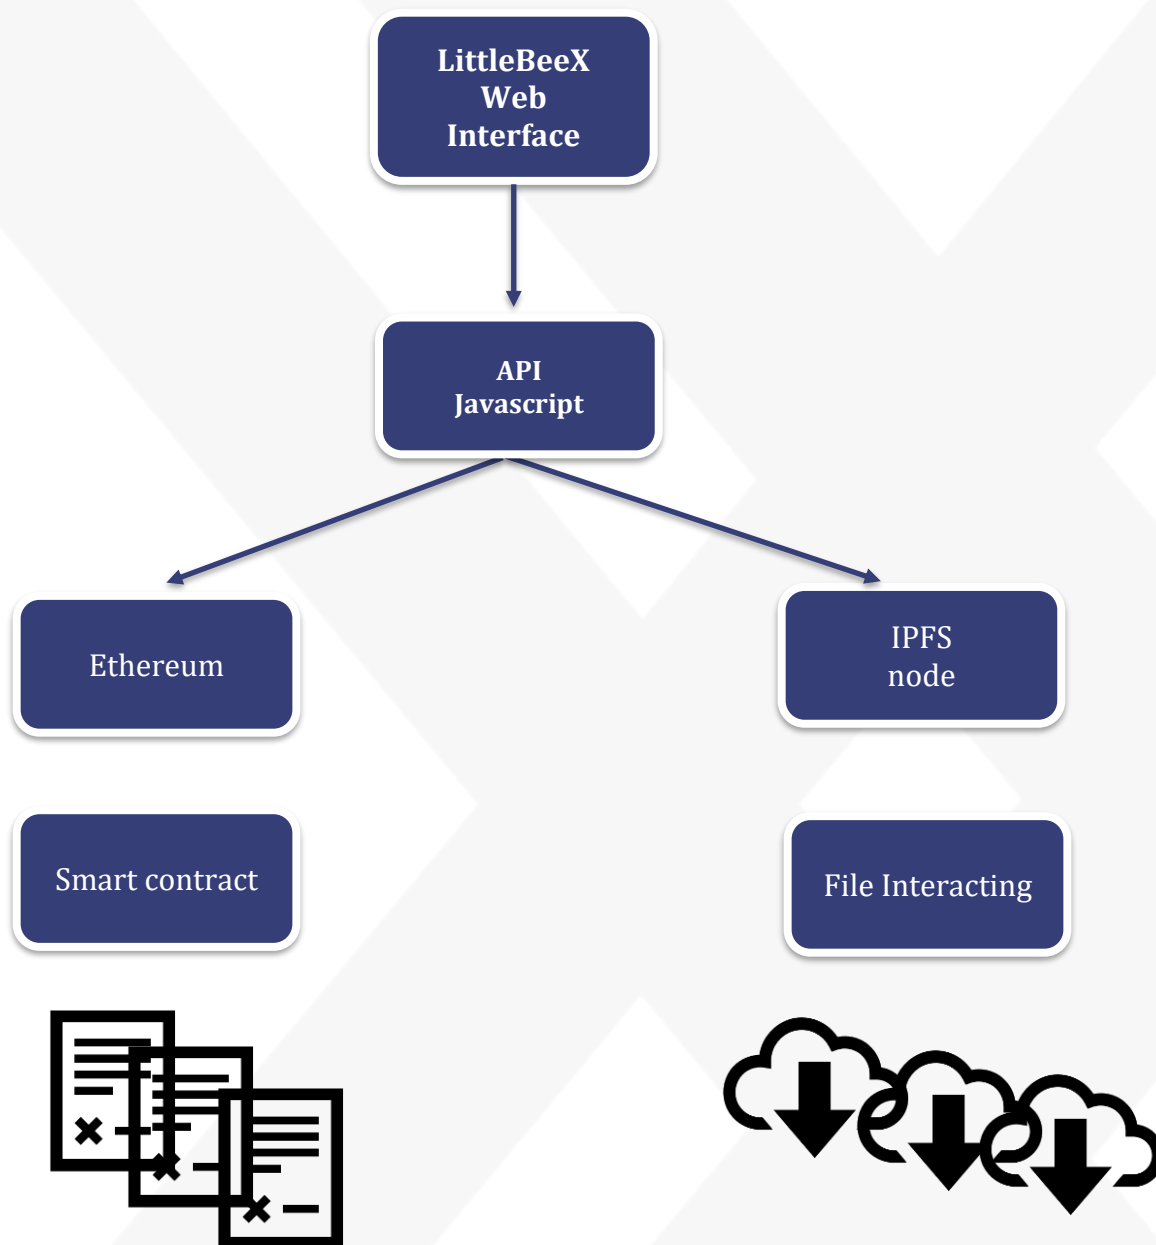 LittleBeeX
Web
Interface
API
Javascript
Ethereum
IPFS
node
Smart contract
File Interacting